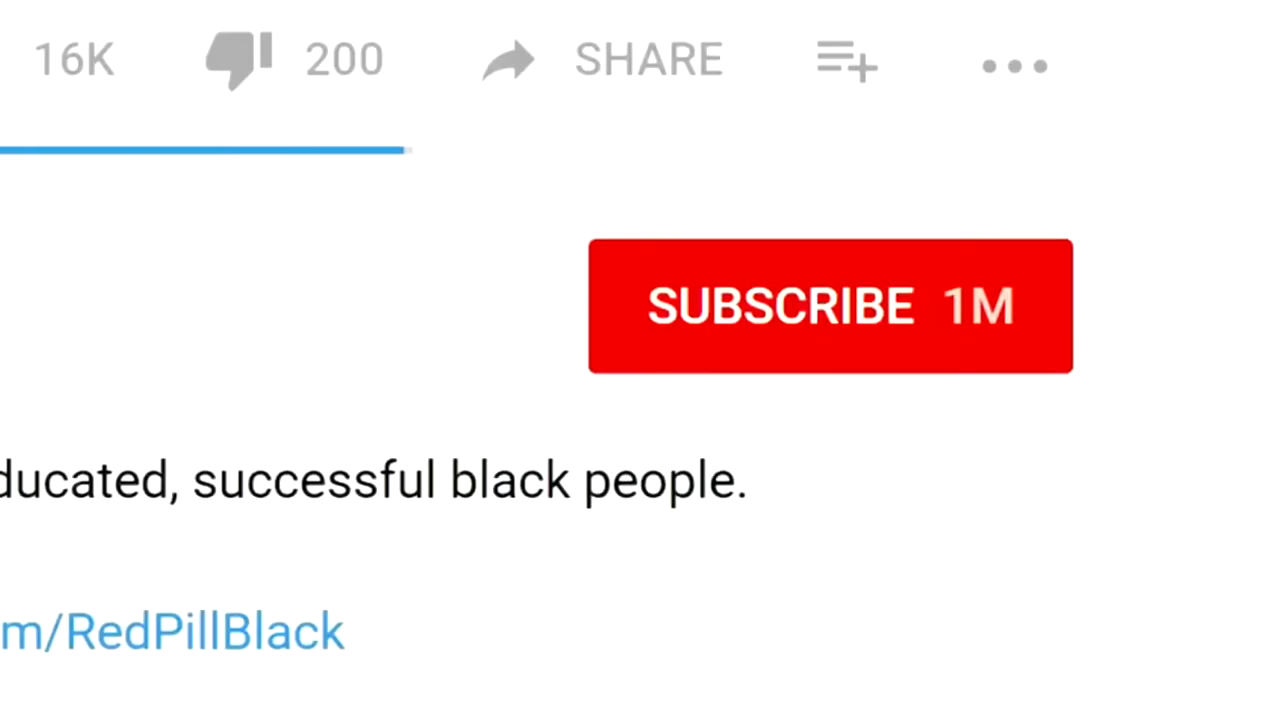 16K 200 SHARE
SUBSCRIBE 1M
ducated, successful black people.
m/RedPillBlack